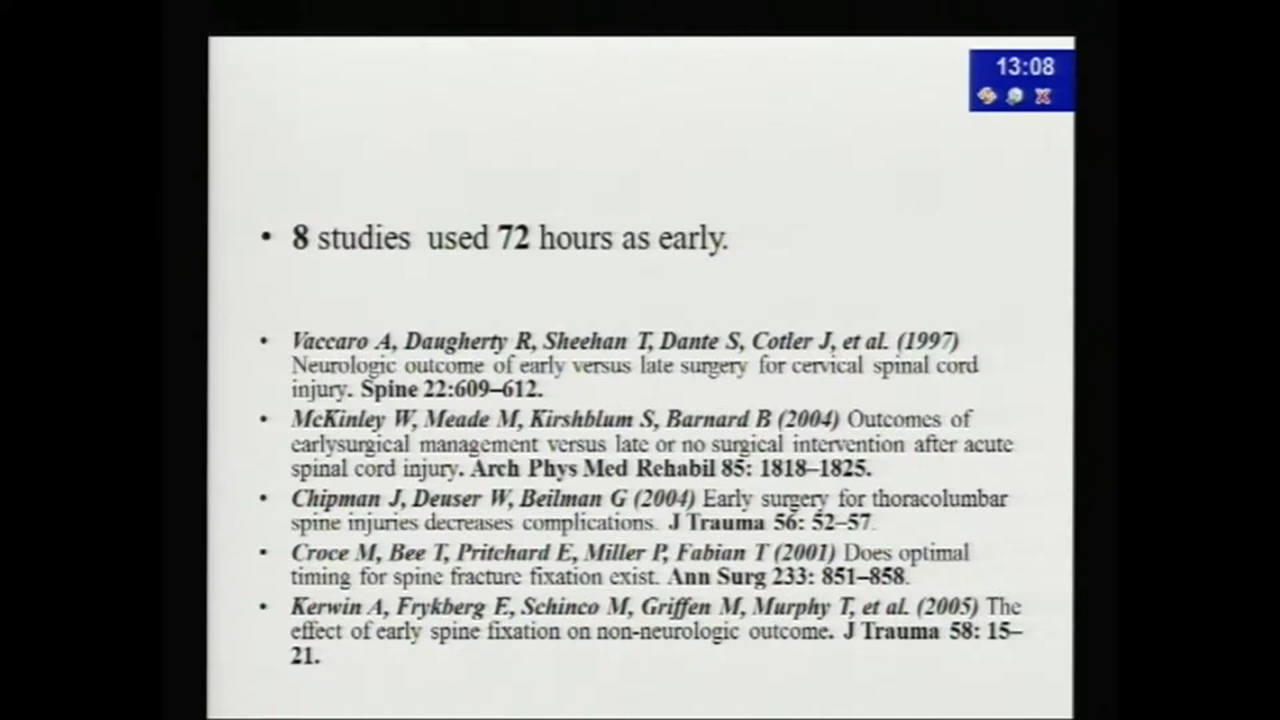 13:08
• 8 studies used 72 hours as early.
• Vaccaro A, Daugherty R, Sheehan T, Dante S, Cotler J, et al. (1997)
Neurologic outcome of early versus late surgery for cervical spinal cord
injury. Spine 22:609–612.
• McKinley W, Meade M, Kirshblum S, Barnard B (2004) Outcomes of
earlysurgical management versus late or no surgical intervention after acute
spinal cord injury. Arch Phys Med Rehabil 85: 1818–1825.
• Chipman J, Deuser W, Beilman G (2004) Early surgery for thoracolumbar
spine injuries decreases complications. J Trauma 56: 52–57.
• Croce M, Bee T, Pritchard E, Miller P, Fabian T (2001) Does optimal
timing for spine fracture fixation exist. Ann Surg 233: 851–858.
• Kerwin A, Frykberg E, Schinco M, Griffen M, Murphy T, et al. (2005) The
effect of early spine fixation on non-neurologic outcome. J Trauma 58: 15–
21.